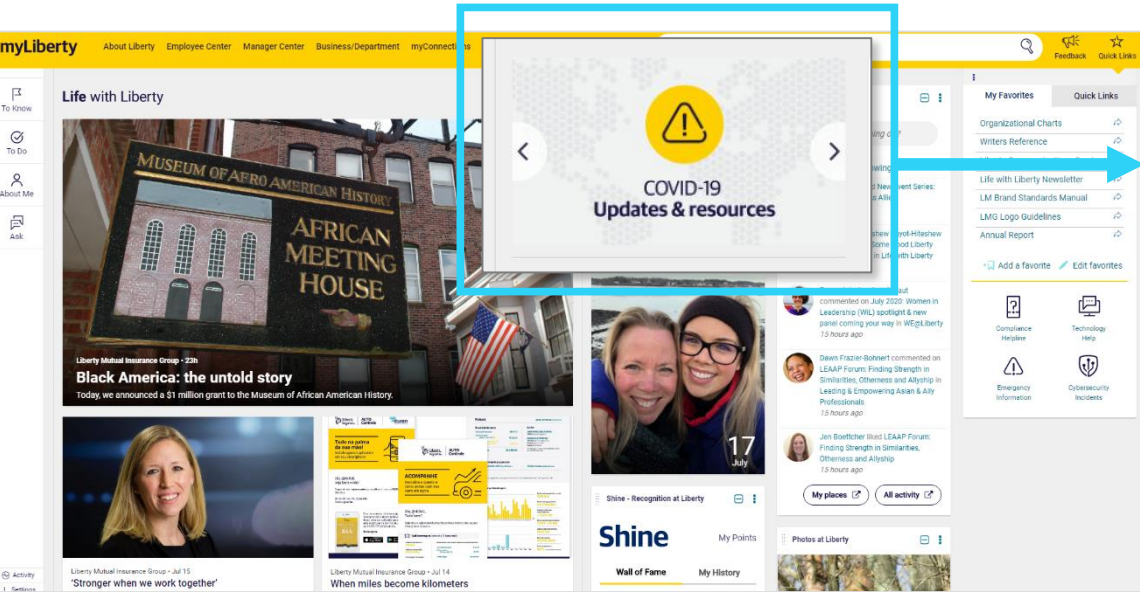 myLiberty
About Liberty
Employee Center
Manager Center
Business/Department
myConnections
Feedback
Quick Links
To Know
To Do
About Me
Ask
Activity
Settings
Life with Liberty
MUSEUM OF AFRO AMERICAN HISTORY
AFRICAN
MEETING
HOUSE
Liberty Mutual Insurance Group • 23h
Black America: the untold story
Today, we announced a $1 million grant to the Museum of African American History.
COVID-19
Updates & resources
Liberty Mutual Insurance Group • Jul 15
'Stronger when we work together'
ACOMPANHE
Liberty Mutual Insurance Group • Jul 14
When miles become kilometers
17
July
Shine - Recognition at Liberty
Shine
My Points
Wall of Fame
My History
commented on July 2020: Women in
Leadership (WiL) spotlight & new
panel coming your way in WE@Liberty
15 hours ago
Dawn Frazier-Bohnert commented on
LEAAP Forum: Finding Strength in
Similarities, Otherness and Allyship in
Leading & Empowering Asian & Ally
Professionals.
15 hours ago
Jen Boettcher liked LEAAP Forum:
Finding Strength in Similarities,
Otherness and Allyship
15 hours ago
My places
All activity
Photos at Liberty
My Favorites
Quick Links
Organizational Charts
Writers Reference
Life with Liberty Newsletter
LM Brand Standards Manual
LMG Logo Guidelines
Annual Report
Add a favorite
Edit favorites
Compliance
Helpline
Technology
Help
Emergency
Information
Cybersecurity
Incidents